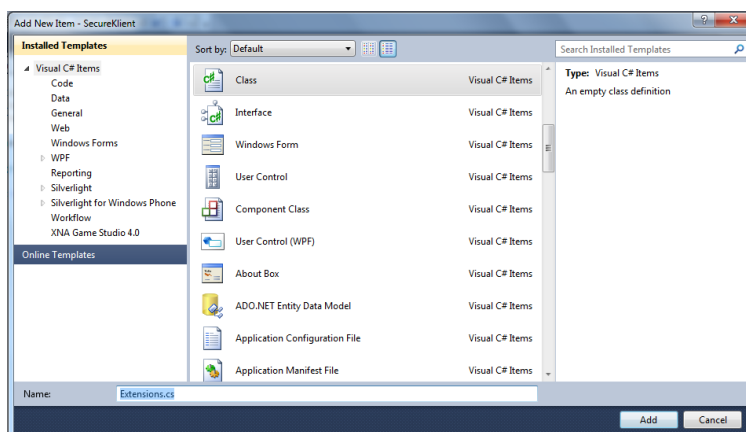 Add New Item - SecureKlient
Installed Templates
Sort by: Default
Search Installed Templates
Visual C# Items
Code
Data
General
Web
Windows Forms
WPF
Reporting
Silverlight
Silverlight for Windows Phone
Workflow
XNA Game Studio 4.0
Online Templates
Class Visual C# Items
Interface Visual C# Items
Windows Form Visual C# Items
User Control Visual C# Items
Component Class Visual C# Items
User Control (WPF) Visual C# Items
About Box Visual C# Items
ADO.NET Entity Data Model Visual C# Items
Application Configuration File Visual C# Items
Application Manifest File Visual C# Items
Type: Visual C# Items
An empty class definition
Name: Extensions.cs
Add Cancel